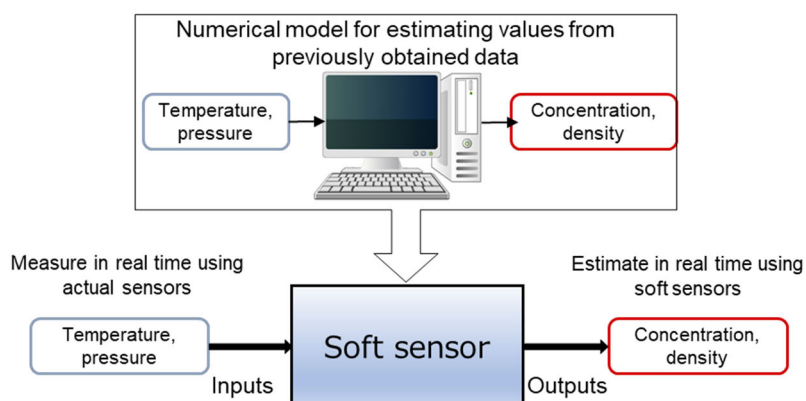 Numerical model for estimating values from
previously obtained data
Temperature,
pressure
Concentration,
density
Measure in real time using
actual sensors
Estimate in real time using
soft sensors
Temperature,
pressure
Soft sensor
Concentration,
density
Inputs
Outputs